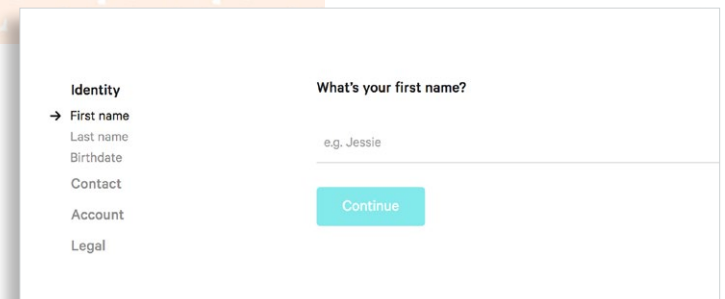 Identity
First name
Last name
Birthdate
Contact
Account
Legal
What's your first name?
e.g. Jessie
Continue